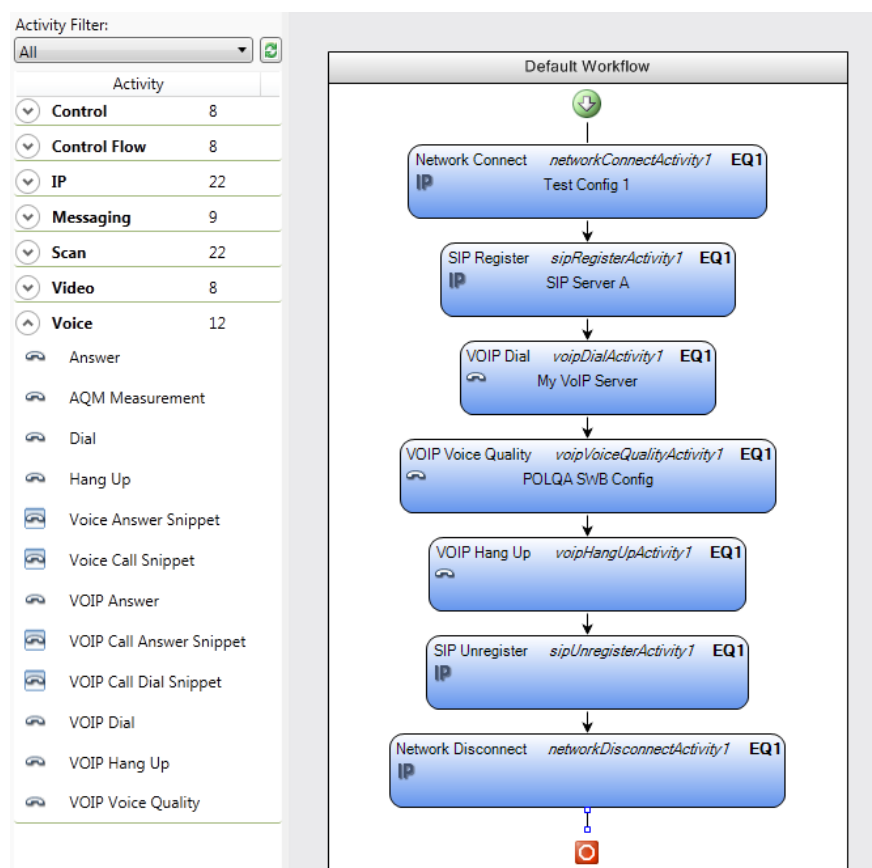 Activity Filter:
All
Activity
Control 8
Control Flow 8
IP 22
Messaging 9
Scan 22
Video 8
Voice 12
Answer
AQM Measurement
Dial
Hang Up
Voice Answer Snippet
Voice Call Snippet
VOIP Answer
VOIP Call Answer Snippet
VOIP Call Dial Snippet
VOIP Dial
VOIP Hang Up
VOIP Voice Quality
Default Workflow
Network Connect networkConnectActivity1 EQ1
IP Test Config 1
SIP Register sipRegisterActivity1 EQ1
IP SIP Server A
VOIP Dial voipDialActivity1 EQ1
My VoIP Server
VOIP Voice Quality voipVoiceQualityActivity1 EQ1
POLQA SWB Config
VOIP Hang Up voipHangUpActivity1 EQ1
SIP Unregister sipUnregisterActivity1 EQ1
IP
Network Disconnect networkDisconnectActivity1 EQ1
IP